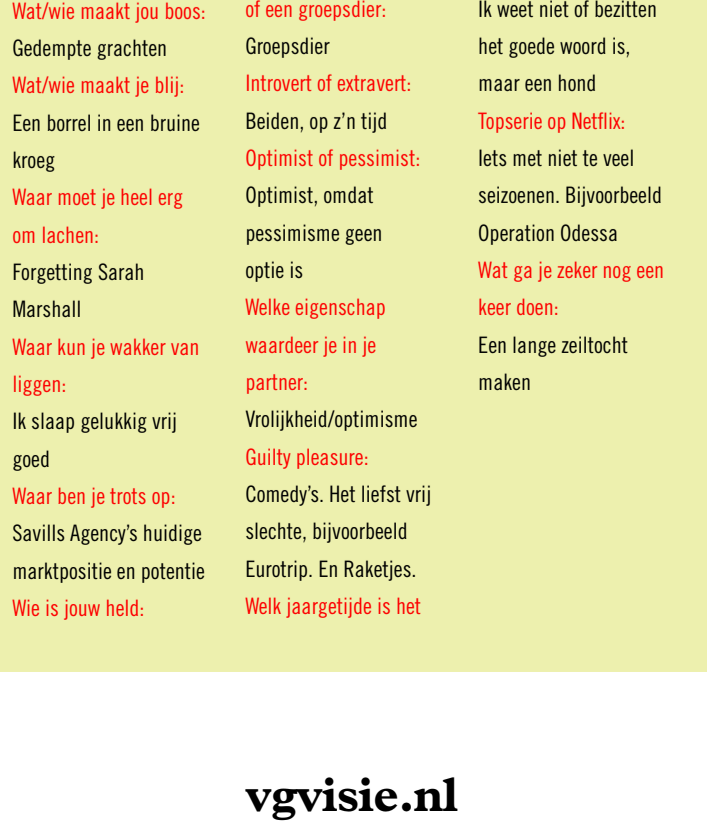 Wat/wie maakt jou boos:
Gedempte grachten
Wat/wie maakt je blij:
Een borrel in een bruine
kroeg
Waar moet je heel erg
om lachen:
Forgetting Sarah
Marshall
Waar kun je wakker van
liggen:
Ik slaap gelukkig vrij
goed
Waar ben je trots op:
Savills Agency’s huidige
marktpositie en potentie
Wie is jouw held:
of een groepsdier:
Groepsdier
Introvert of extravert:
Beiden, op z’n tijd
Optimist of pessimist:
Optimist, omdat
pessimisme geen
optie is
Welke eigenschap
waardeer je in je
partner:
Vrolijkheid/optimisme
Guilty pleasure:
Comedy’s. Het liefst vrij
slechte, bijvoorbeeld
Eurotrip. En Raketjes.
Welk jaargetijde is het
Ik weet niet of bezitten
het goede woord is,
maar een hond
Topserie op Netflix:
Iets met niet te veel
seizoenen. Bijvoorbeeld
Operation Odessa
Wat ga je zeker nog een
keer doen:
Een lange zeiltocht
maken
vgvisie.nl